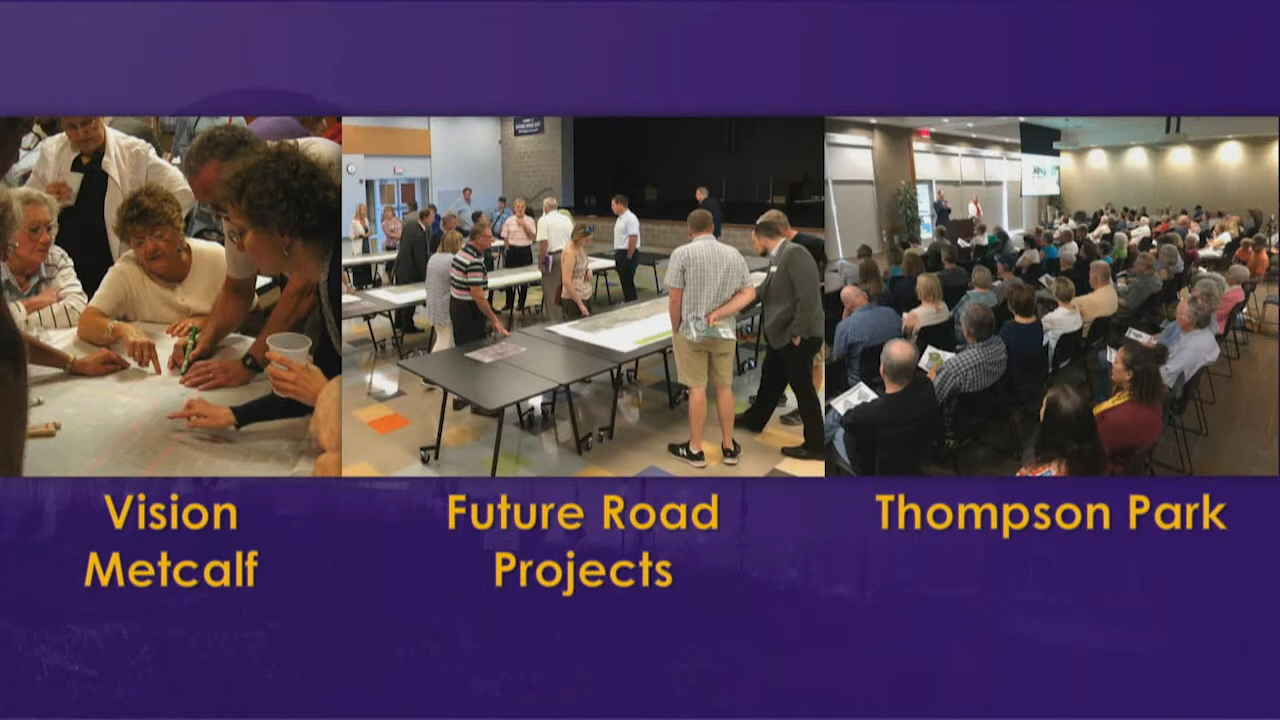 Vision
Metcalf
Future Road
Projects
Thompson Park